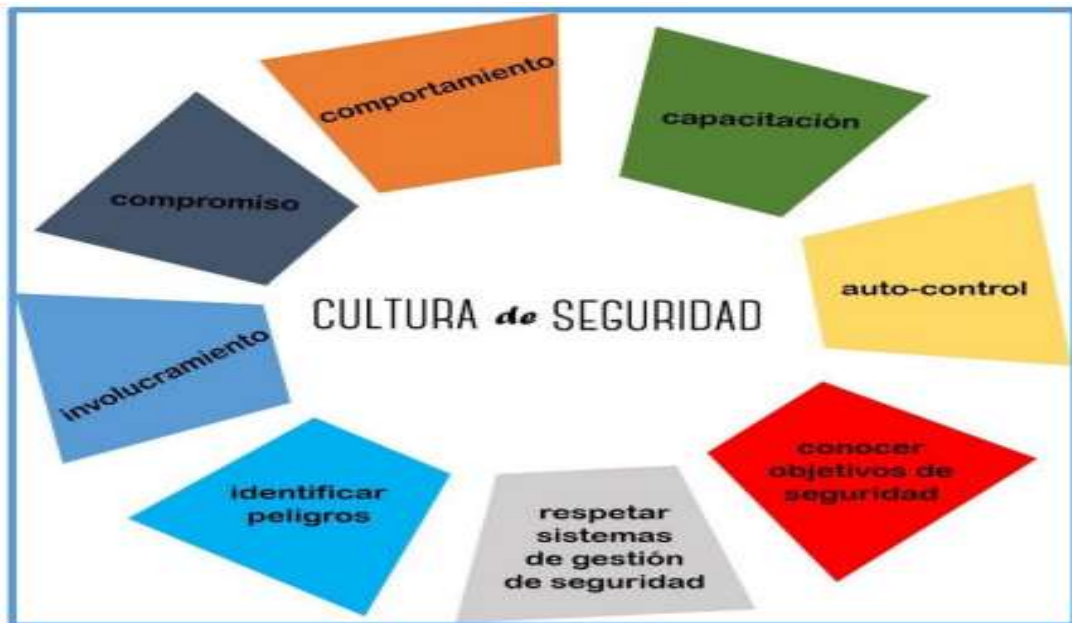 comportamiento
capacitación
compromiso
auto-control
CULTURA de SEGURIDAD
involucramiento
conocer
objetivos de
seguridad
identificar
peligros
respetar
sistemas
de gestión
de seguridad